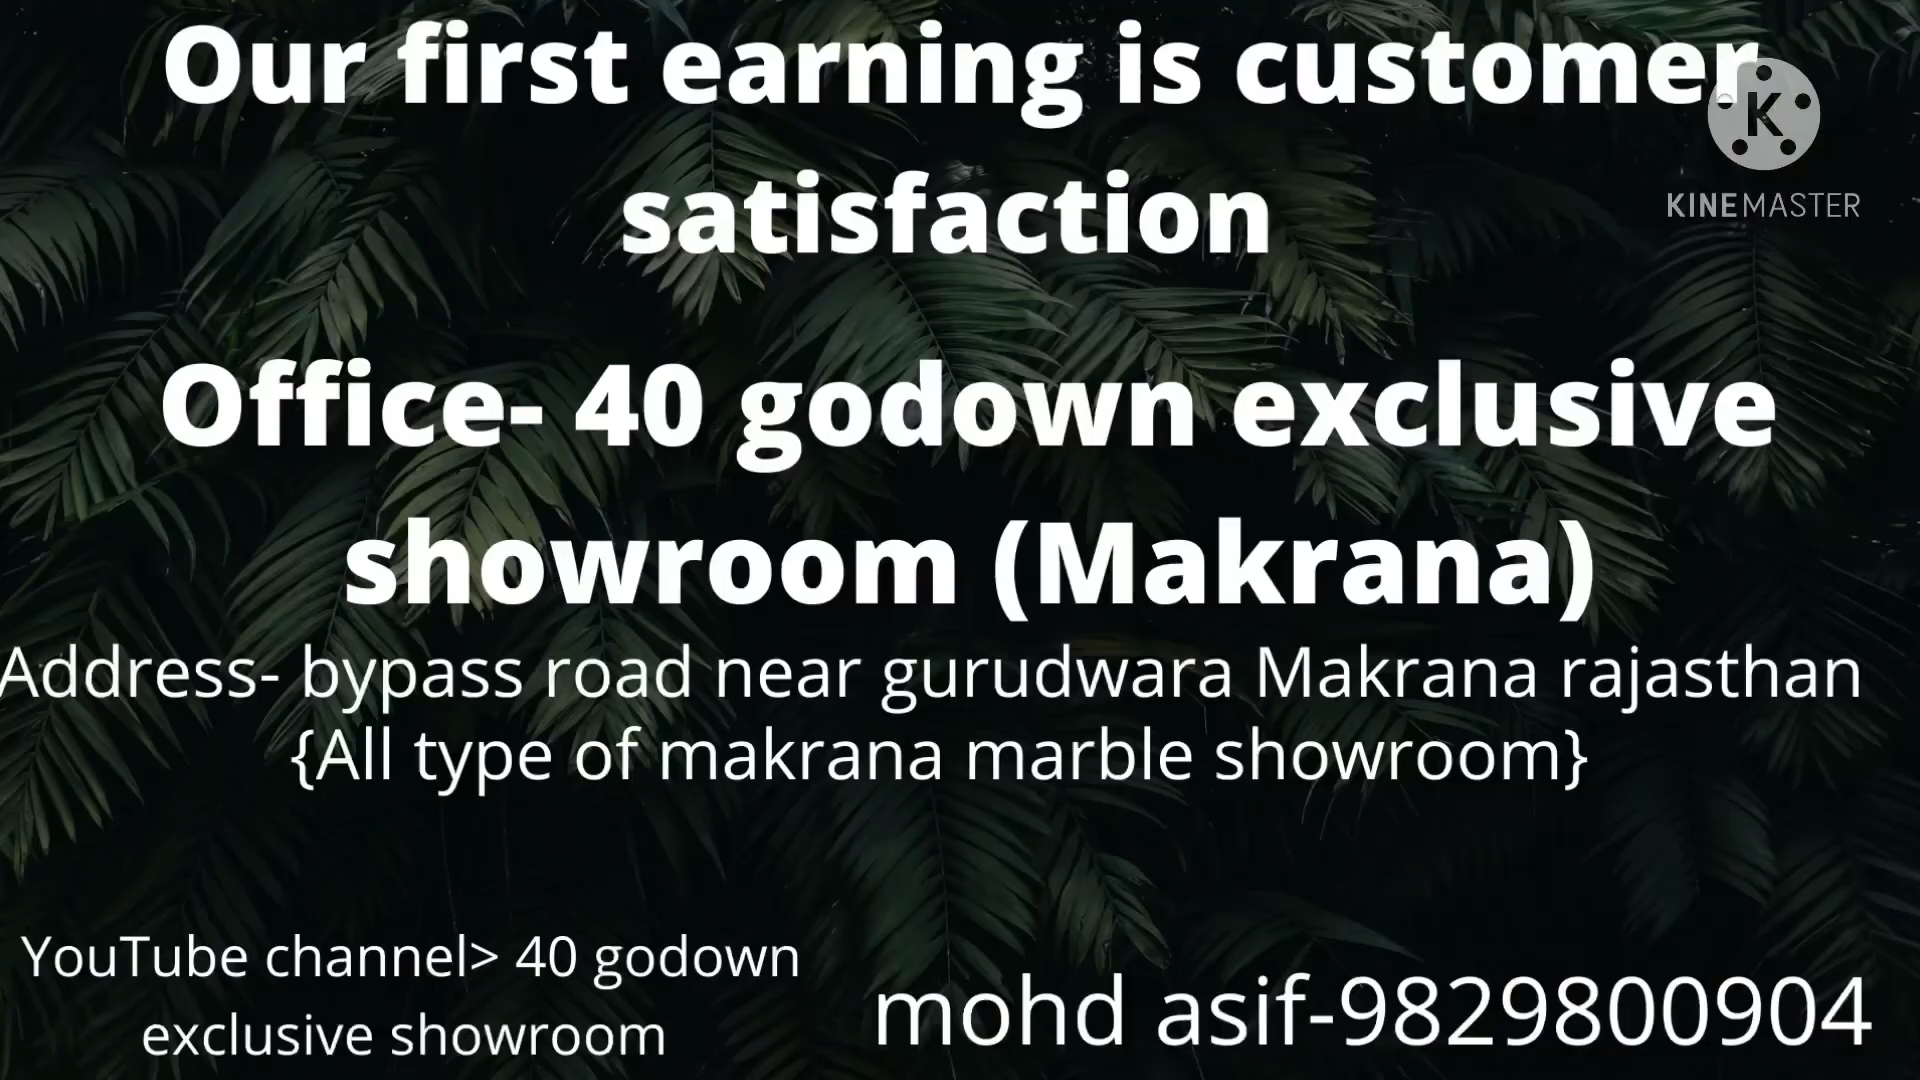 Our first earning is customer
satisfaction
K
KINEMASTER
Office- 40 godown exclusive
showroom (Makrana)
Address- bypass road near gurudwara Makrana rajasthan
{All type of makrana marble showroom}
YouTube channel> 40 godown
exclusive showroom
mohd asif-9829800904